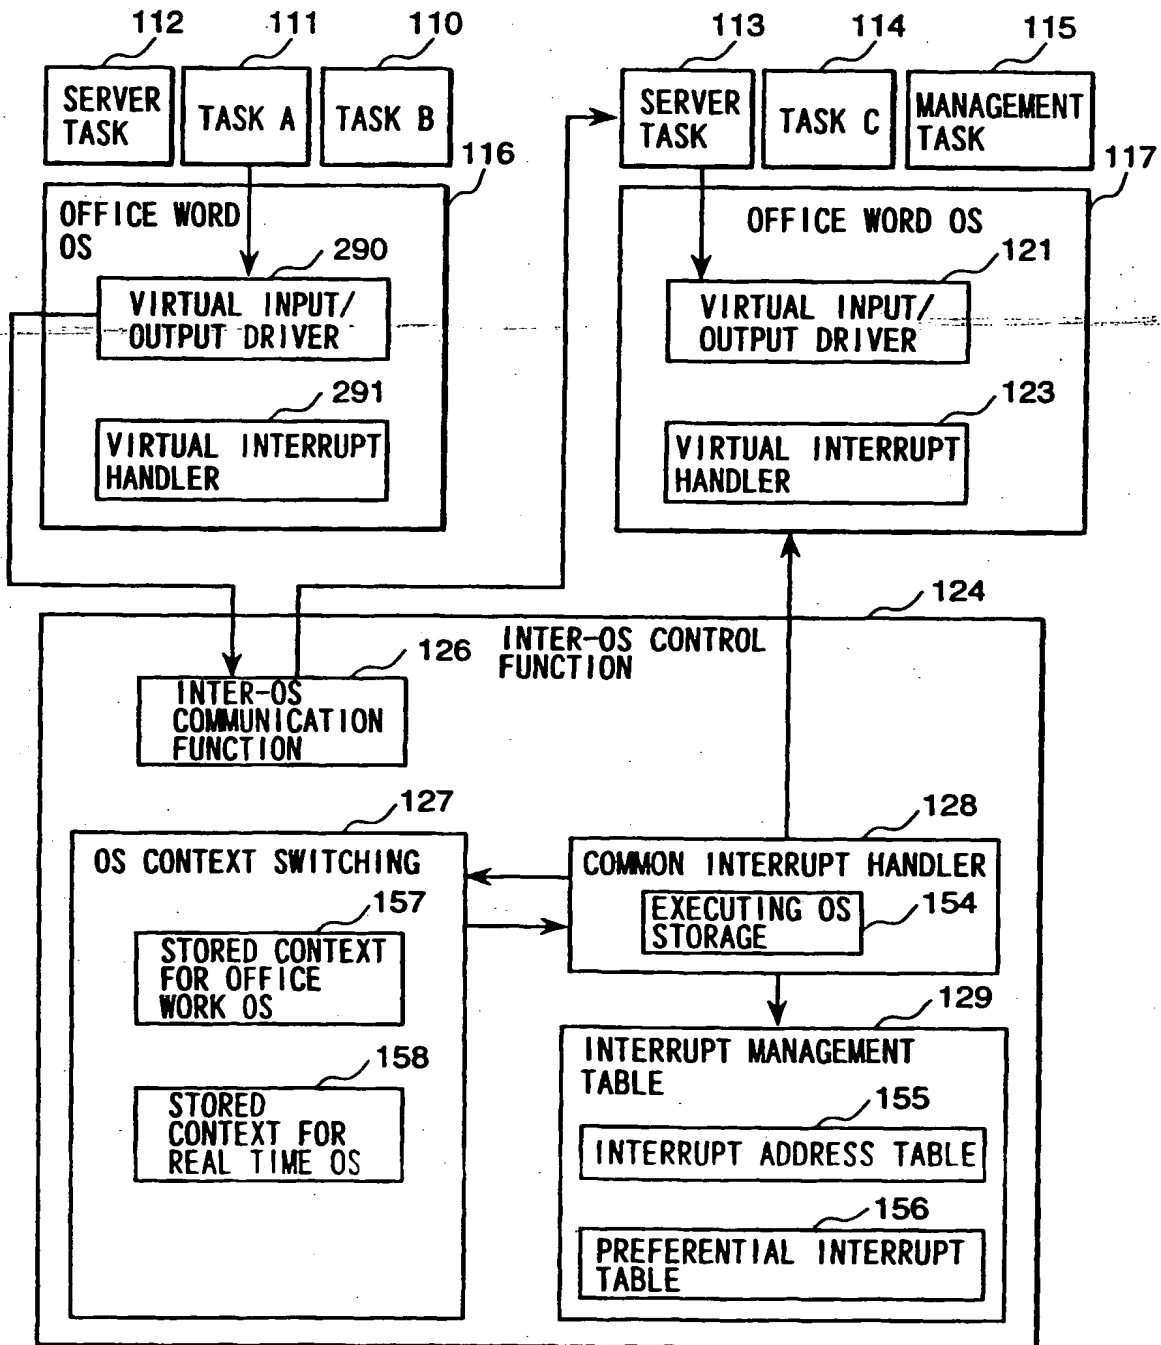 112
111
110
113
114
115
SERVER
TASK
TASK A
TASK B
SERVER
TASK
TASK C
MANAGEMENT
TASK
116
117
OFFICE WORD
OS
290
VIRTUAL INPUT/
OUTPUT DRIVER
291
VIRTUAL INTERRUPT
HANDLER
OFFICE WORD OS
121
VIRTUAL INPUT/
OUTPUT DRIVER
123
VIRTUAL INTERRUPT
HANDLER
124
INTER-OS CONTROL
FUNCTION
126
INTER-OS
COMMUNICATION
FUNCTION
127
OS CONTEXT SWITCHING
157
STORED CONTEXT
FOR OFFICE
WORK OS
158
STORED
CONTEXT FOR
REAL TIME OS
128
COMMON INTERRUPT HANDLER
EXECUTING OS
STORAGE
154
129
INTERRUPT MANAGEMENT
TABLE
155
INTERRUPT ADDRESS TABLE
156
PREFERENTIAL INTERRUPT
TABLE